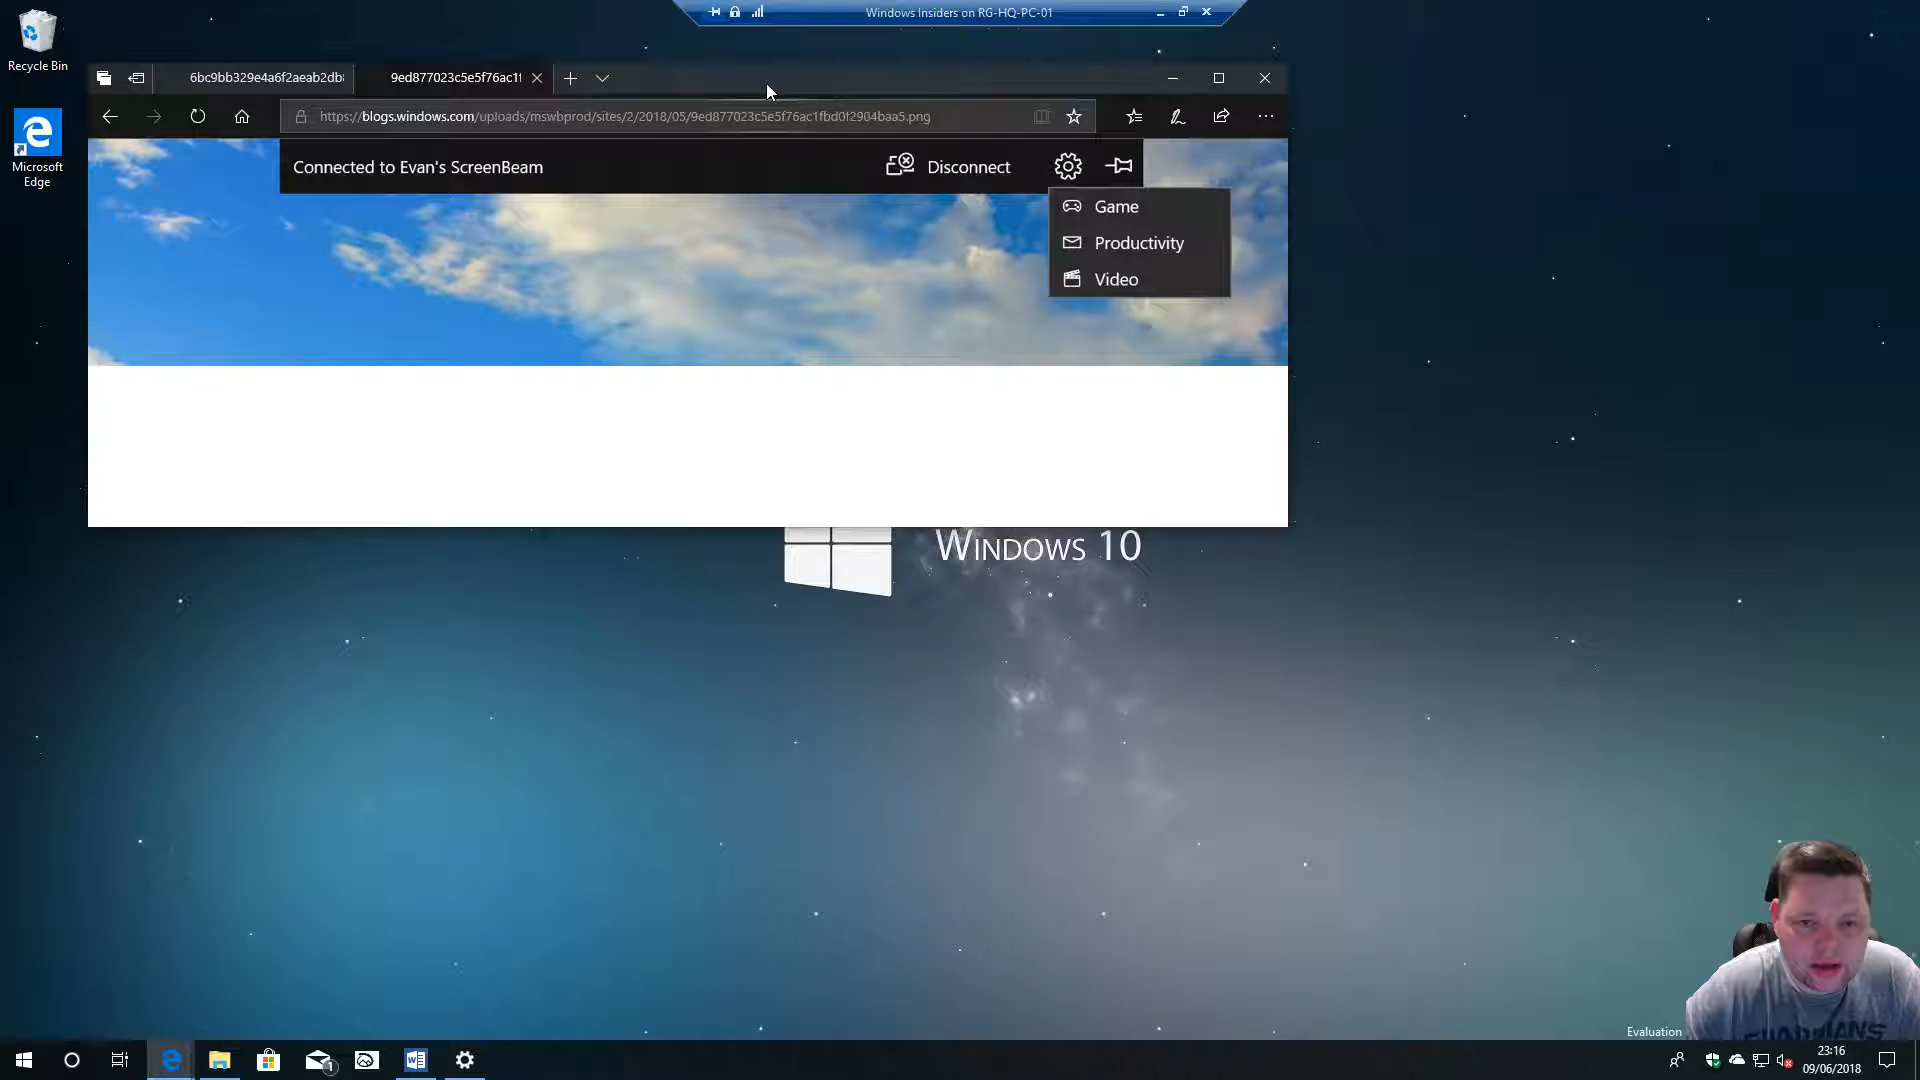 Windows Insiders on RG-HQ-PC-01
Recycle Bin
6bc9bb329e4a6f2aeab2db
9ed877023c5e5f76ac1f
https://blogs.windows.com/uploads/mswbprod/sites/2/2018/05/9ed877023c5e5f76ac1fbd0f2904baa5.png
Microsoft
Edge
Connected to Evan's ScreenBeam
Disconnect
Game
Productivity
Video
WINDOWS 10
Evaluation
1
23:16
09/06/2018